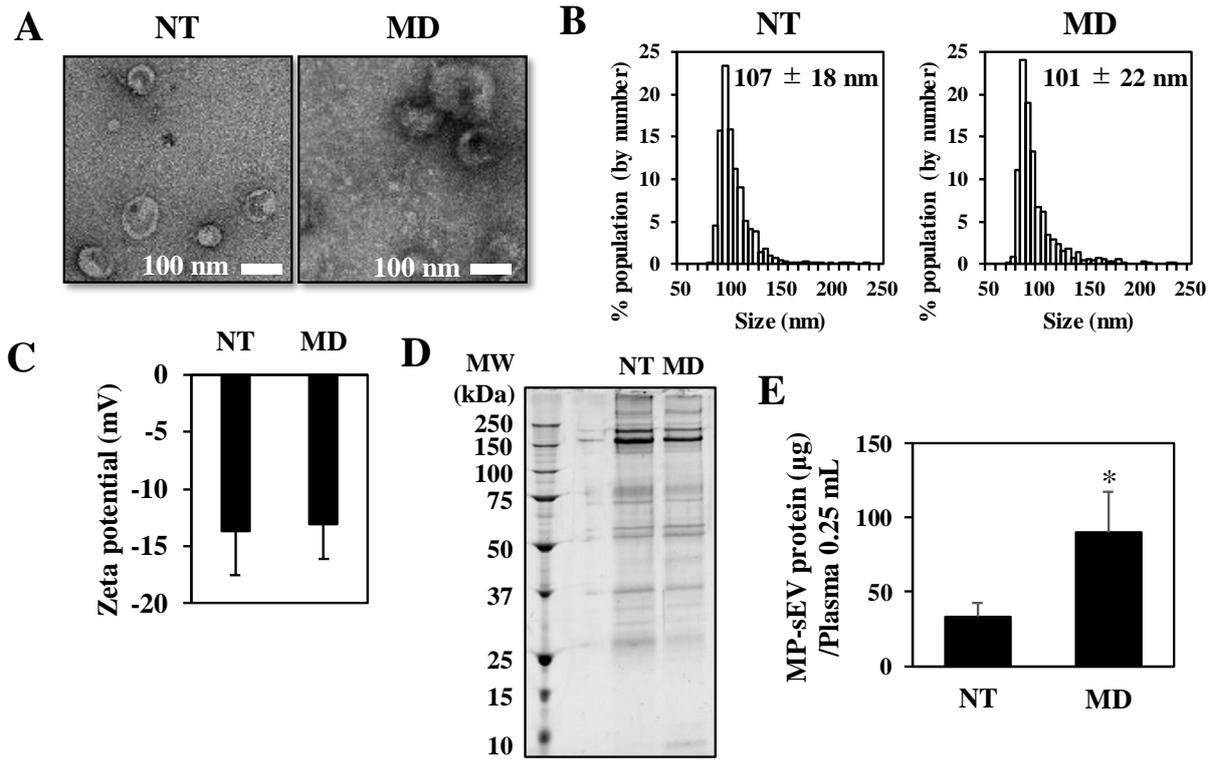 A
NT
MD
100 nm
100 nm
B
NT
MD
% population (by number)
25
20
15
10
5
0
107 ± 18 nm
50
100
150
200
250
Size (nm)
% population (by number)
25
20
15
10
5
0
101 ± 22 nm
50
100
150
200
250
Size (nm)
C
NT
MD
Zeta potential (mV)
0
-5
-10
-15
-20
D
MW
(kDa)
NT
MD
250
150
100
75
50
37
25
15
10
E
MP-sEV protein (µg)
/Plasma 0.25 mL
150
100
50
0
*
NT
MD